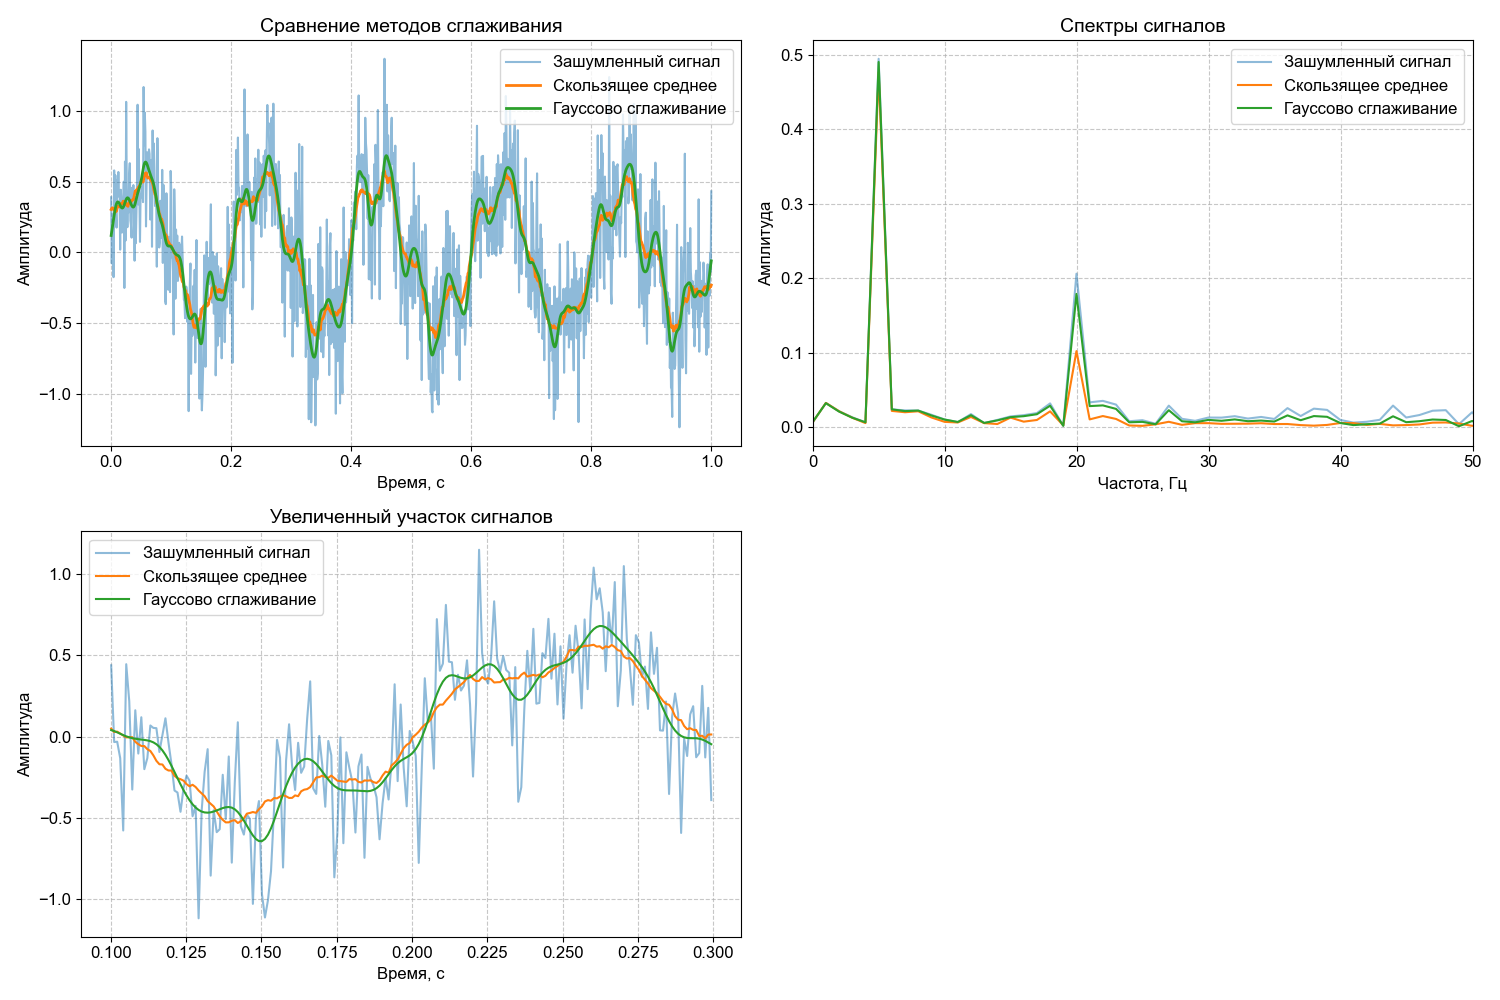 Сравнение методов сглаживания
Зашумленный сигнал
Скользящее среднее
Гауссово сглаживание
Амплитуда
1.0
0.5
0.0
−0.5
−1.0
0.0 0.2 0.4 0.6 0.8 1.0
Время, с
Спектры сигналов
Зашумленный сигнал
Скользящее среднее
Гауссово сглаживание
Амплитуда
0.5
0.4
0.3
0.2
0.1
0.0
0 10 20 30 40 50
Частота, Гц
Увеличенный участок сигналов
Зашумленный сигнал
Скользящее среднее
Гауссово сглаживание
Амплитуда
1.0
0.5
0.0
−0.5
−1.0
0.100 0.125 0.150 0.175 0.200 0.225 0.250 0.275 0.300
Время, с